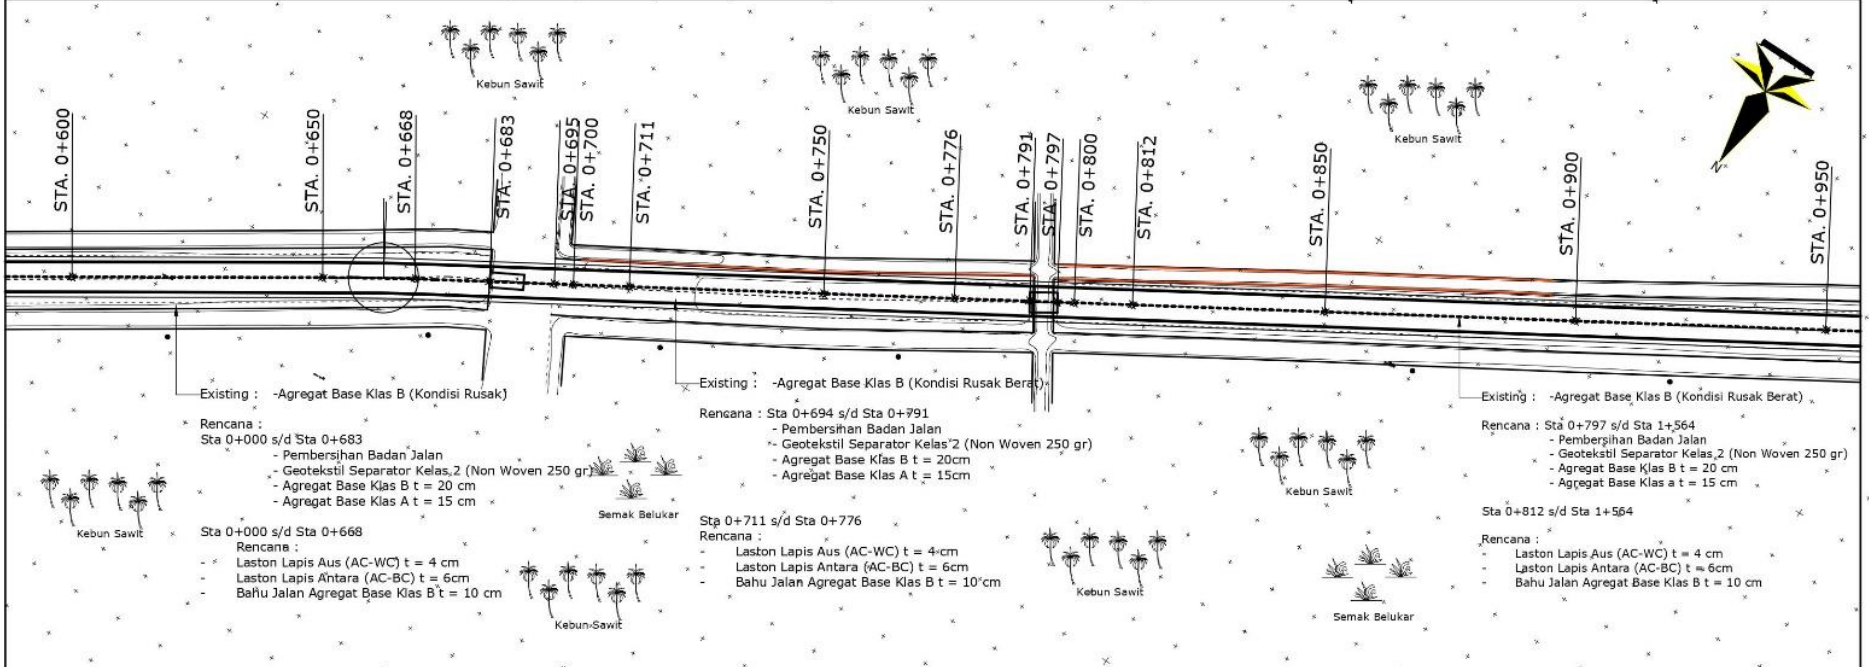 Kebun Sawit
Kebun Sawit
Kebun Sawit
N
STA. 0+600
STA. 0+650
STA. 0+668
STA. 0+683
STA. 0+695
STA. 0+700
STA. 0+711
STA. 0+750
STA. 0+776
STA. 0+791
STA. 0+797
STA. 0+800
STA. 0+812
STA. 0+850
STA. 0+900
STA. 0+950
Existing : -Agregat Base Klas B (Kondisi Rusak)
Rencana :
Sta 0+000 s/d Sta 0+683
- Pembersihan Badan Jalan
- Geotekstil Separator Kelas 2 (Non Woven 250 gr)
- Agregat Base Klas B t = 20 cm
- Agregat Base Klas A t = 15 cm
Sta 0+000 s/d Sta 0+668
Rencana :
- Laston Lapis Aus (AC-WC) t = 4 cm
- Laston Lapis Antara (AC-BC) t = 6cm
- Bahu Jalan Agregat Base Klas B t = 10 cm
Kebun Sawit
Semak Belukar
Kebun Sawit
Existing : -Agregat Base Klas B (Kondisi Rusak Berat)
Rencana : Sta 0+694 s/d Sta 0+791
- Pembersihan Badan Jalan
- Geotekstil Separator Kelas 2 (Non Woven 250 gr)
- Agregat Base Klas B t = 20cm
- Agregat Base Klas A t = 15cm
Sta 0+711 s/d Sta 0+776
Rencana :
- Laston Lapis Aus (AC-WC) t = 4 cm
- Laston Lapis Antara (AC-BC) t = 6cm
- Bahu Jalan Agregat Base Klas B t = 10 cm
Kebun Sawit
Kebun Sawit
Semak Belukar
Existing : -Agregat Base Klas B (Kondisi Rusak Berat)
Rencana : Sta 0+797 s/d Sta 1+564
- Pembersihan Badan Jalan
- Geotekstil Separator Kelas 2 (Non Woven 250 gr)
- Agregat Base Klas B t = 20 cm
- Agregat Base Klas a t = 15 cm
Sta 0+812 s/d Sta 1+564
Rencana :
- Laston Lapis Aus (AC-WC) t = 4 cm
- Laston Lapis Antara (AC-BC) t = 6cm
- Bahu Jalan Agregat Base Klas B t = 10 cm